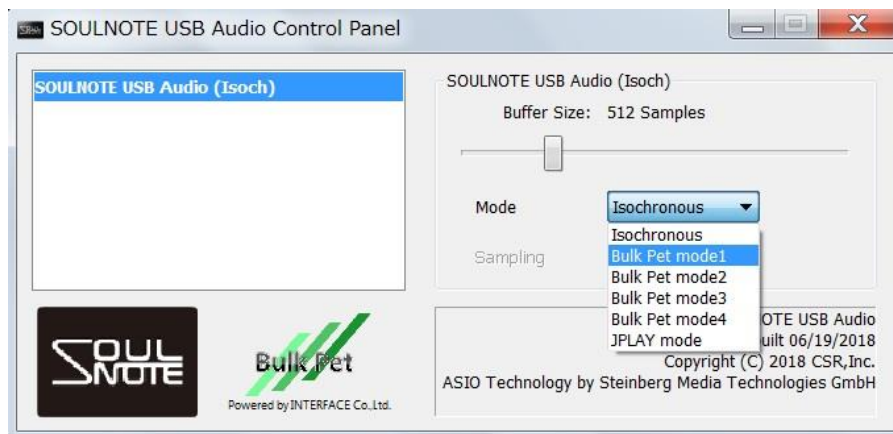 SOULNOTE USB Audio Control Panel
SOULNOTE USB Audio (Isoch)
SOULNOTE USB Audio (Isoch)
Buffer Size: 512 Samples
Mode
Isochronous
Isochronous
Bulk Pet mode1
Bulk Pet mode2
Bulk Pet mode3
Bulk Pet mode4
JPLAY mode
Sampling
SOUL
NOTE
Bulk Pet
Powered by INTERFACE Co.,Ltd.
USB Audio
06/19/2018
Copyright (C) 2018 CSR,Inc.
ASIO Technology by Steinberg Media Technologies GmbH